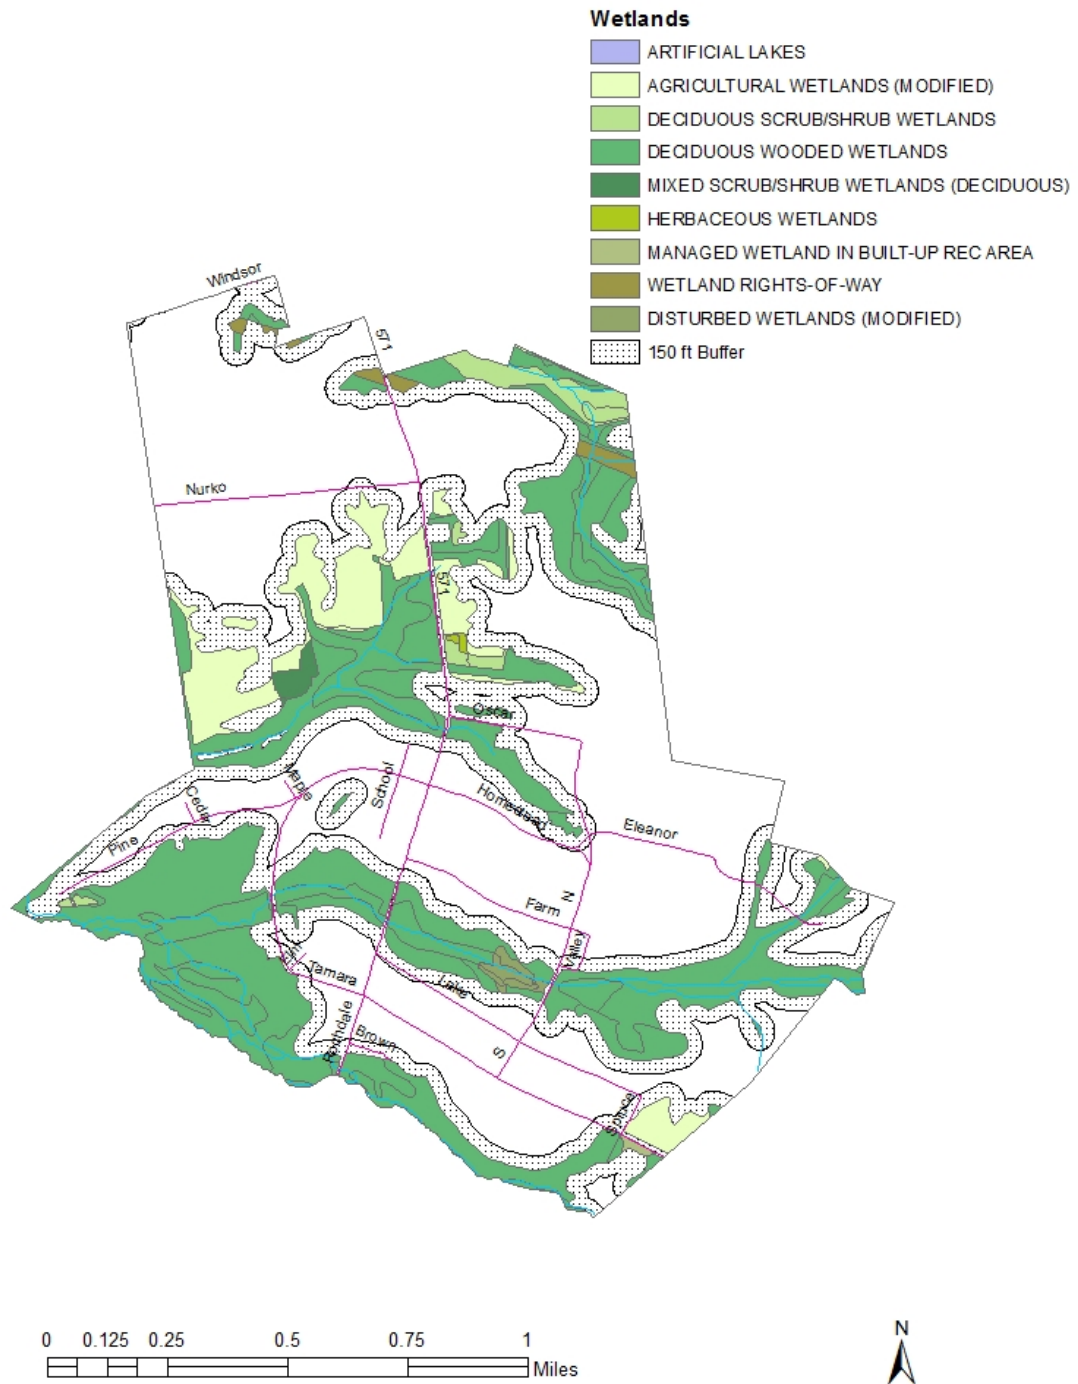 Wetlands
ARTIFICIAL LAKES
AGRICULTURAL WETLANDS (MODIFIED)
DECIDUOUS SCRUB/SHRUB WETLANDS
DECIDUOUS WOODED WETLANDS
MIXED SCRUB/SHRUB WETLANDS (DECIDUOUS)
HERBACEOUS WETLANDS
MANAGED WETLAND IN BUILT-UP REC AREA
WETLAND RIGHTS-OF-WAY
DISTURBED WETLANDS (MODIFIED)
150 ft Buffer
Windsor
571
Nurko
571
Oscar
School
Maple
Cedar
Homestead
Eleanor
Pine
Farm
N
Valley
Tamara
Lake
Rochdale
Brown
S
0 0.125 0.25 0.5 0.75 1
Miles
N